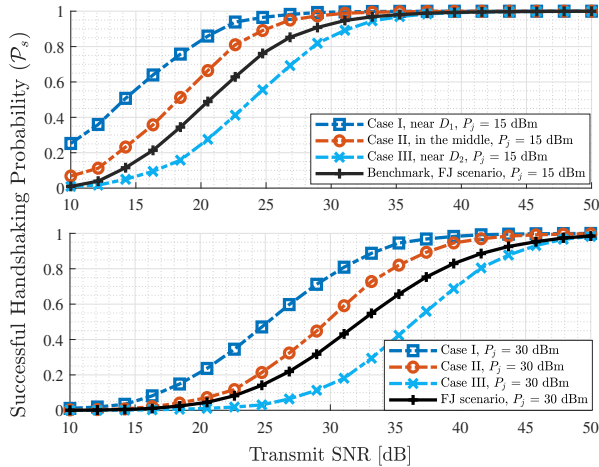 Successful Handshaking Probability (𝒫ₛ)
1
0.8
0.6
0.4
0.2
0
10 15 20 25 30 35 40 45 50
Case I, near D₁, Pⱼ = 15 dBm
Case II, in the middle, Pⱼ = 15 dBm
Case III, near D₂, Pⱼ = 15 dBm
Benchmark, FJ scenario, Pⱼ = 15 dBm
1
0.8
0.6
0.4
0.2
0
10 15 20 25 30 35 40 45 50
Case I, Pⱼ = 30 dBm
Case II, Pⱼ = 30 dBm
Case III, Pⱼ = 30 dBm
FJ scenario, Pⱼ = 30 dBm
Transmit SNR [dB]